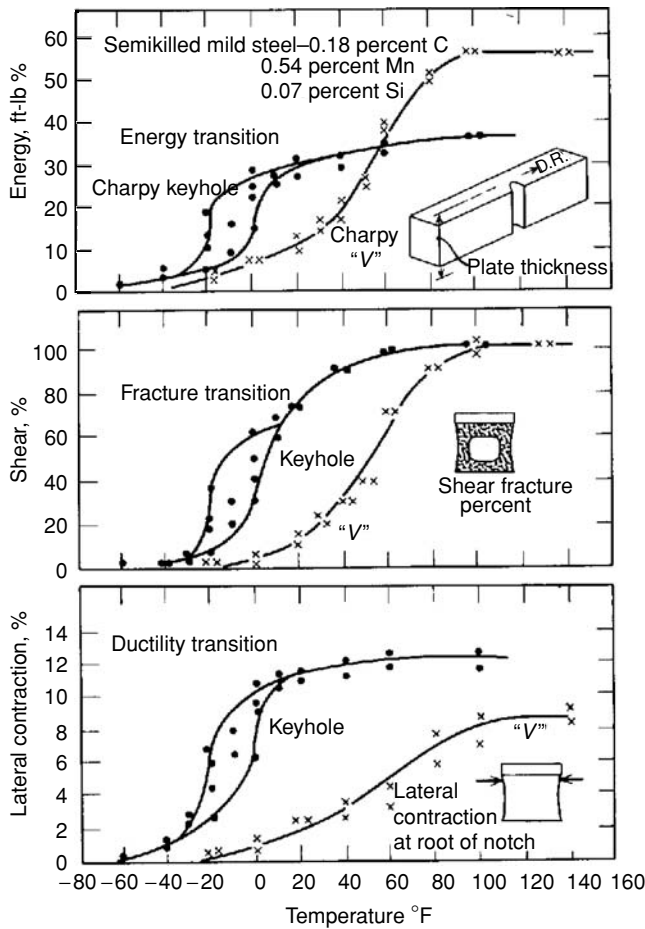 Energy, ft-lb %
60
50
40
30
20
10
0
Semikilled mild steel–0.18 percent C
0.54 percent Mn
0.07 percent Si
Energy transition
Charpy keyhole
Charpy
“V”
D.R.
Plate thickness
Shear, %
100
80
60
40
20
0
Fracture transition
Keyhole
“V”
Shear fracture
percent
Lateral contraction, %
14
12
10
8
6
4
2
0
Ductility transition
Keyhole
“V”
Lateral
contraction
at root of notch
–80 –60 –40 –20 0 20 40 60 80 100 120 140 160
Temperature °F